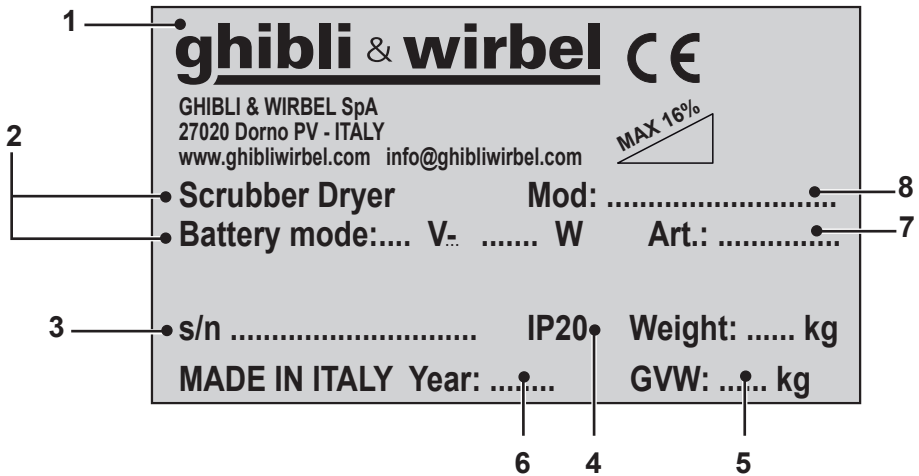 1
ghibli & wirbel CE
GHIBLI & WIRBEL SpA
27020 Dorno PV - ITALY
www.ghibliwirbel.com info@ghibliwirbel.com
MAX 16%
2
Scrubber Dryer Mod: ............................ 8
Battery mode:.... V ....... W Art.: ............... 7
3 s/n .............................. IP20 Weight: ...... kg
MADE IN ITALY Year: ........ GVW: ...... kg
6 4 5